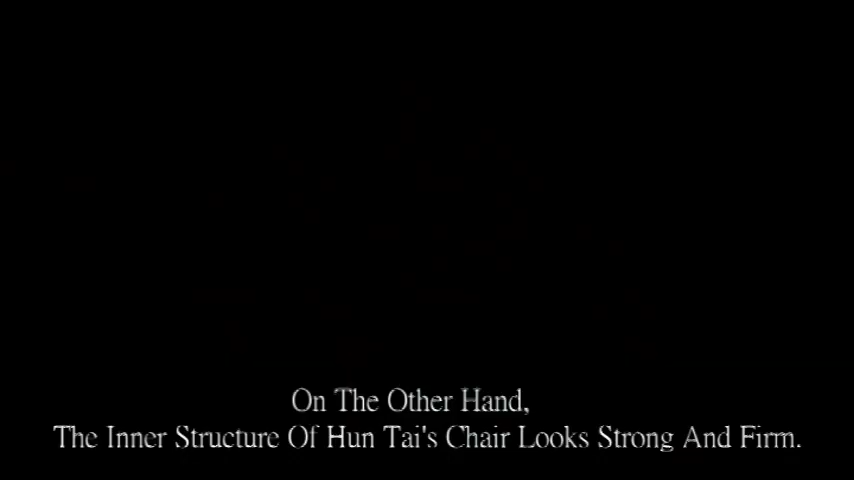 On The Other Hand,
The Inner Structure Of Hun Tai's Chair Looks Strong And Firm.